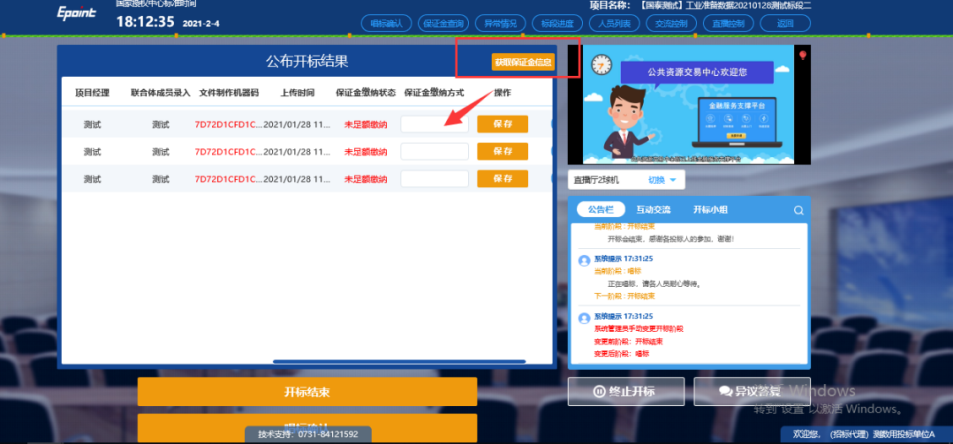 Epoint
国家授权中心标准时间
18:12:35 2021-2-4
项目名称：【国泰测试】工业准备数据20210128测试标段二
唱标确认 保证金查询 异常情况 标段进度 人员列表 交流控制 直播控制 返回
公布开标结果
获取保证金信息
项目经理 联合体成员录入 文件制作机器码 上传时间 保证金缴纳状态 保证金缴纳方式 操作
测试 测试 7D72D1CFD1C...2021/01/28 11... 未足额缴纳 保存
测试 测试 7D72D1CFD1C...2021/01/28 11... 未足额缴纳 保存
测试 测试 7D72D1CFD1C...2021/01/28 11... 未足额缴纳 保存
开标结束
技术支持：0731-84121592
公共资源交易中心欢迎您
金融服务支撑平台
直播厅2球机 切换
公告栏 互动交流 开标小组
当前阶段：开标结束
开标会结束，感谢各投标人的参加，谢谢！
系统提示 17:31:25
当前阶段：唱标
正在唱标，请各人员耐心等待。
下一阶段：开标结束
系统提示 17:31:25
系统管理员手动变更开标阶段
变更前阶段：开标结束
变更后阶段：唱标
终止开标 异议答复
激活 Windows
转到"设置"以激活 Windows。
欢迎您，（招标代理）测数用投标单位A